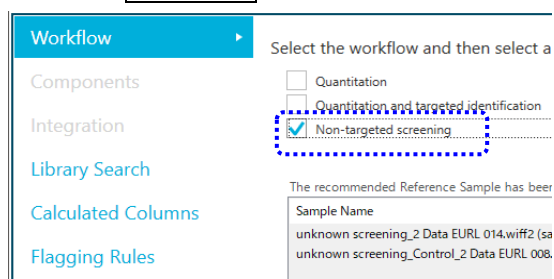 Workflow
Components
Integration
Library Search
Calculated Columns
Flagging Rules
Select the workflow and then select a
Quantitation
Quantitation and targeted identification
Non-targeted screening
The recommended Reference Sample has been
Sample Name
unknown screening_2 Data EURL 014.wiff2 (sa
unknown screening_Control_2 Data EURL 008.